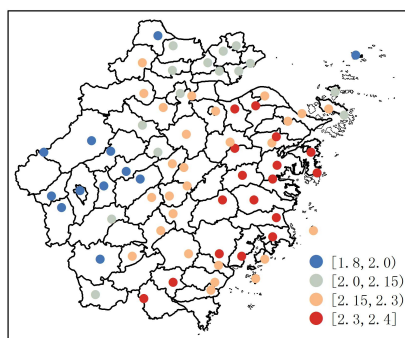 [1.8, 2.0)
[2.0, 2.15)
[2.15, 2.3)
[2.3, 2.4]